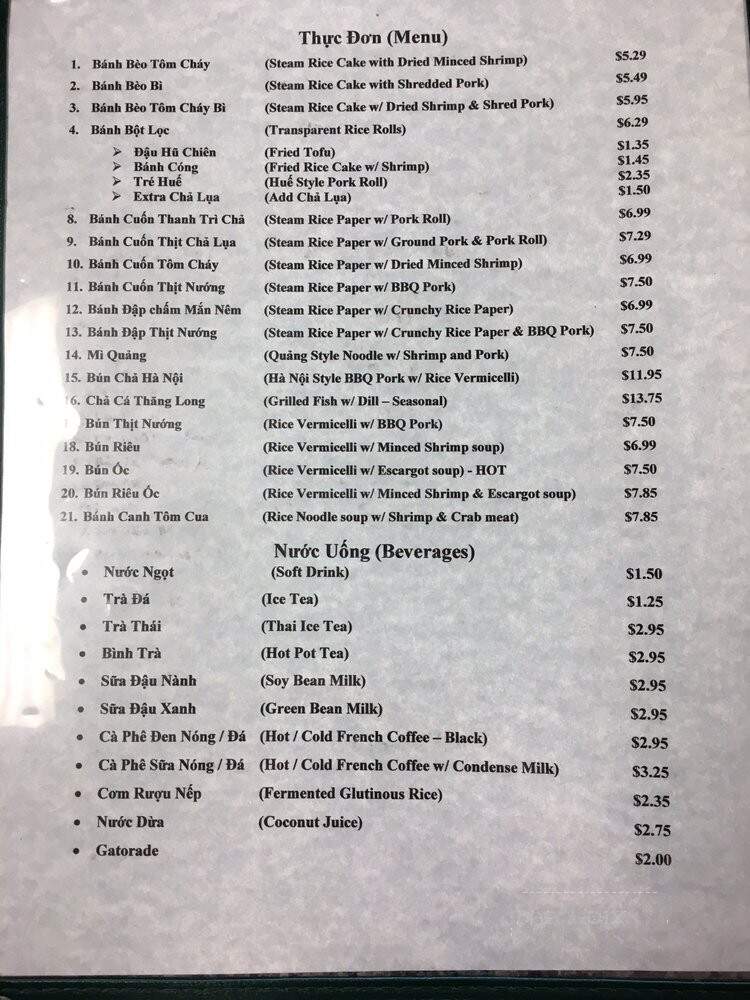 Thực Đơn (Menu)
1. Bánh Bèo Tôm Cháy (Steam Rice Cake with Dried Minced Shrimp) $5.29
2. Bánh Bèo Bì (Steam Rice Cake with Shredded Pork) $5.49
3. Bánh Bèo Tôm Cháy Bì (Steam Rice Cake w/ Dried Shrimp & Shred Pork) $5.95
4. Bánh Bột Lọc (Transparent Rice Rolls) $6.29
➢ Đậu Hũ Chiên (Fried Tofu) $1.35
➢ Bánh Cóng (Fried Rice Cake w/ Shrimp) $1.45
➢ Tré Huế (Huế Style Pork Roll) $2.35
➢ Extra Chả Lụa (Add Chả Lụa) $1.50
8. Bánh Cuốn Thanh Trì Chả (Steam Rice Paper w/ Pork Roll) $6.99
9. Bánh Cuốn Thịt Chả Lụa (Steam Rice Paper w/ Ground Pork & Pork Roll) $7.29
10. Bánh Cuốn Tôm Cháy (Steam Rice Paper w/ Dried Minced Shrimp) $6.99
11. Bánh Cuốn Thịt Nướng (Steam Rice Paper w/ BBQ Pork) $7.50
12. Bánh Đập chấm Mắn Nêm (Steam Rice Paper w/ Crunchy Rice Paper) $6.99
13. Bánh Đập Thịt Nướng (Steam Rice Paper w/ Crunchy Rice Paper & BBQ Pork) $7.50
14. Mì Quảng (Quảng Style Noodle w/ Shrimp and Pork) $7.50
15. Bún Chả Hà Nội (Hà Nội Style BBQ Pork w/ Rice Vermicelli) $11.95
16. Chả Cá Thăng Long (Grilled Fish w/ Dill – Seasonal) $13.75
Bún Thịt Nướng (Rice Vermicelli w/ BBQ Pork) $7.50
18. Bún Riêu (Rice Vermicelli w/ Minced Shrimp soup) $6.99
19. Bún Ốc (Rice Vermicelli w/ Escargot soup) - HOT $7.50
20. Bún Riêu Ốc (Rice Vermicelli w/ Minced Shrimp & Escargot soup) $7.85
21. Bánh Canh Tôm Cua (Rice Noodle soup w/ Shrimp & Crab meat) $7.85
Nước Uống (Beverages)
• Nước Ngọt (Soft Drink) $1.50
• Trà Đá (Ice Tea) $1.25
• Trà Thái (Thai Ice Tea) $2.95
• Bình Trà (Hot Pot Tea) $2.95
• Sữa Đậu Nành (Soy Bean Milk) $2.95
• Sữa Đậu Xanh (Green Bean Milk) $2.95
• Cà Phê Đen Nóng / Đá (Hot / Cold French Coffee – Black) $2.95
• Cà Phê Sữa Nóng / Đá (Hot / Cold French Coffee w/ Condense Milk) $3.25
• Cơm Rượu Nếp (Fermented Glutinous Rice) $2.35
• Nước Dừa (Coconut Juice) $2.75
• Gatorade $2.00